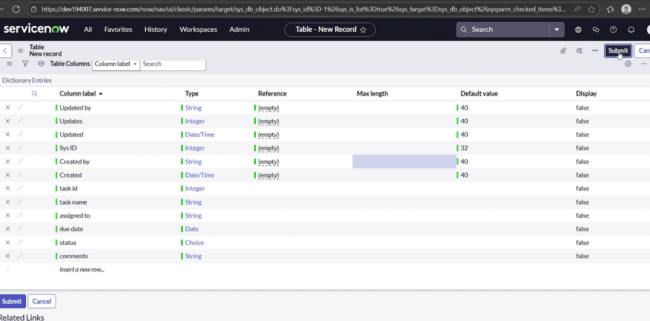 https://dev194007.service-now.com/now/nav/ui/classic/params/target/sys_db_object.do%3Fsys_id%3D-1%26sys_is_list%3Dtrue%26sys_target%3Dsys_db_object%26sysparm_checked_items%3...
servicenow All Favorites History Workspaces Admin Table - New Record Search
Table
New record
Submit
Table Columns Column label Search
Dictionary Entries
Column label Type Reference Max length Default value Display
Updated by String (empty) 40 false
Updates Integer (empty) 40 false
Updated Date/Time (empty) 40 false
Sys ID Integer (empty) 32 false
Created by String (empty) 40 false
Created Date/Time (empty) 40 false
task id Integer false
task name String false
assigned to String false
due date Date false
status Choice false
comments String false
Insert a new row...
Submit Cancel
Related Links